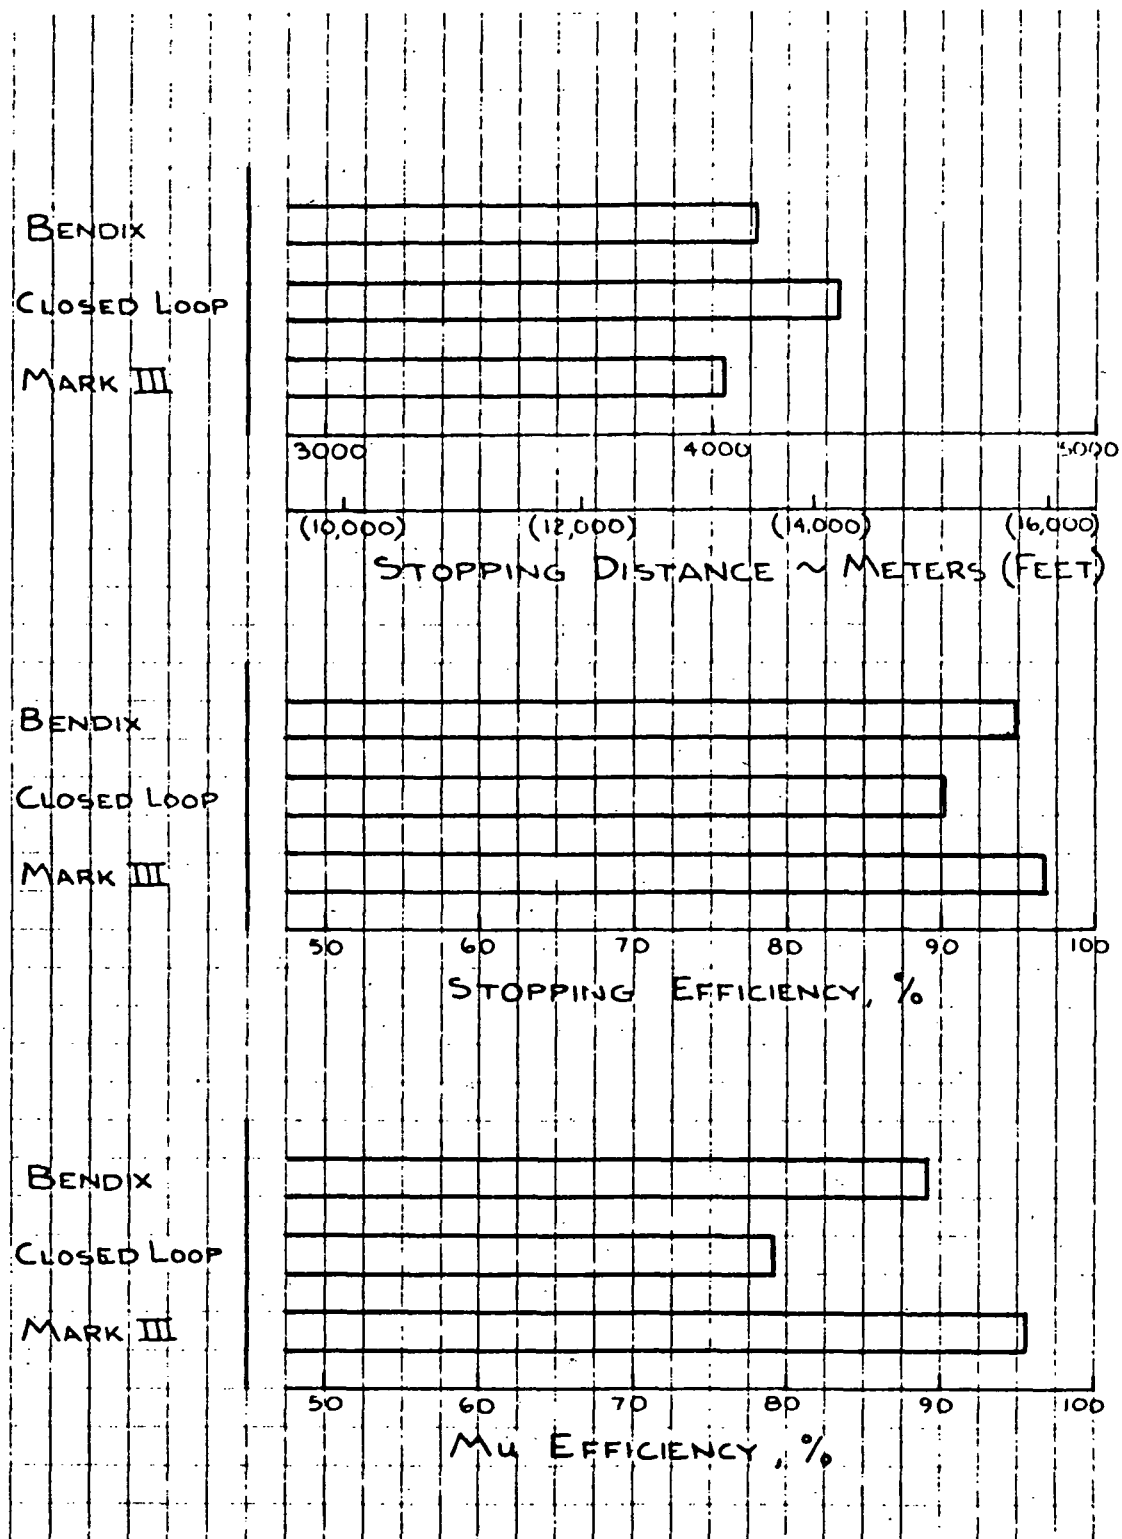 BENDIX
CLOSED LOOP
MARK III
3000 4000 5000
(10,000) (12,000) (14,000) (16,000)
STOPPING DISTANCE ~ METERS (FEET)
BENDIX
CLOSED LOOP
MARK III
50 60 70 80 90 100
STOPPING EFFICIENCY, %
BENDIX
CLOSED LOOP
MARK III
50 60 70 80 90 100
MU EFFICIENCY, %